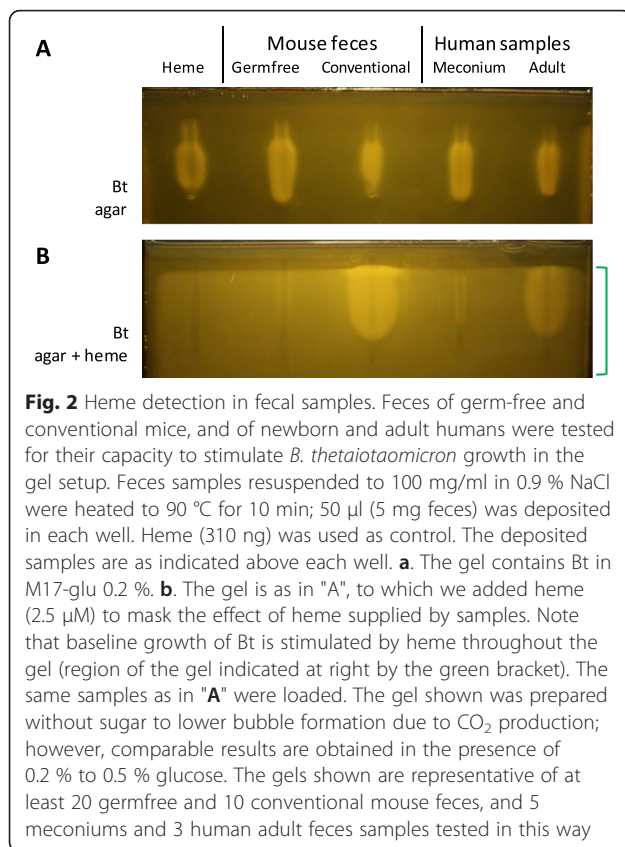 A
Mouse feces
Human samples
Heme
Germfree
Conventional
Meconium
Adult
Bt
agar
B
Bt
agar + heme
Fig. 2 Heme detection in fecal samples. Feces of germ-free and
conventional mice, and of newborn and adult humans were tested
for their capacity to stimulate B. thetaiotaomicron growth in the
gel setup. Feces samples resuspended to 100 mg/ml in 0.9 % NaCl
were heated to 90 °C for 10 min; 50 μl (5 mg feces) was deposited
in each well. Heme (310 ng) was used as control. The deposited
samples are as indicated above each well. a. The gel contains Bt in
M17-glu 0.2 %. b. The gel is as in "A", to which we added heme
(2.5 μM) to mask the effect of heme supplied by samples. Note
that baseline growth of Bt is stimulated by heme throughout the
gel (region of the gel indicated at right by the green bracket). The
same samples as in "A" were loaded. The gel shown was prepared
without sugar to lower bubble formation due to CO₂ production;
however, comparable results are obtained in the presence of
0.2 % to 0.5 % glucose. The gels shown are representative of at
least 20 germfree and 10 conventional mouse feces, and 5
meconiums and 3 human adult feces samples tested in this way